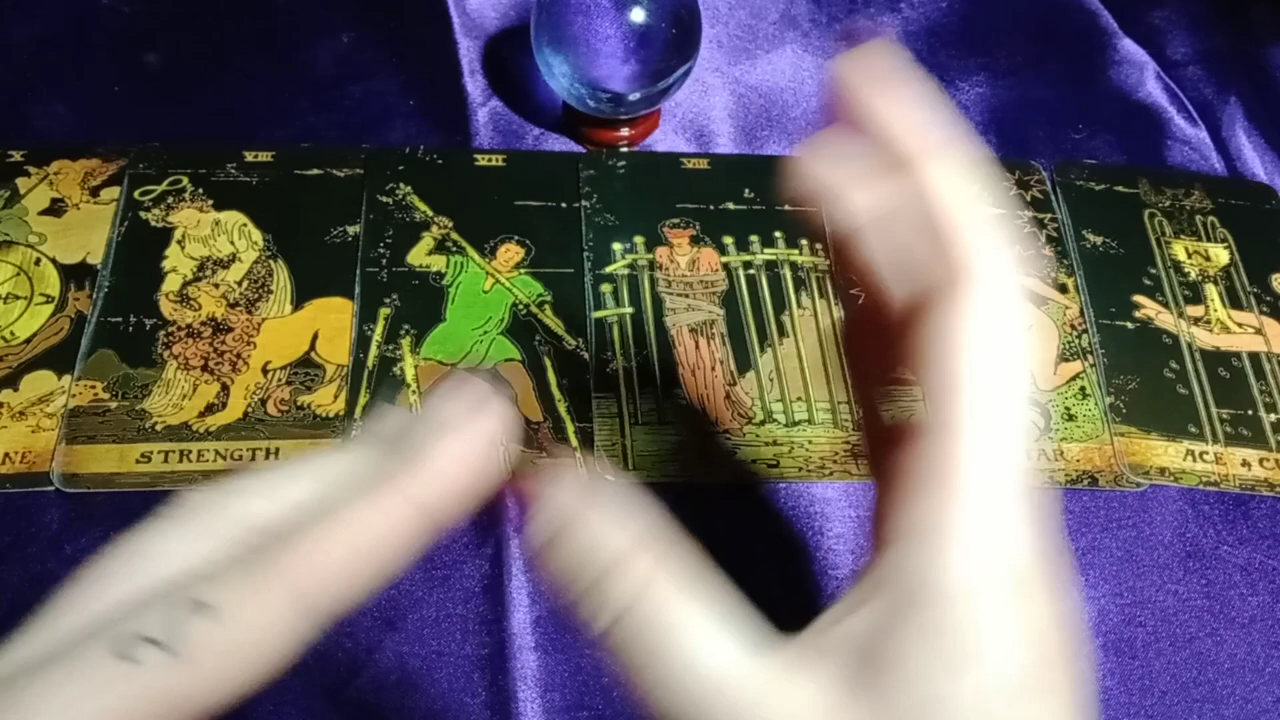 X
VIII
VII
VIII
NE.
STRENGTH
TAR
ACE & C